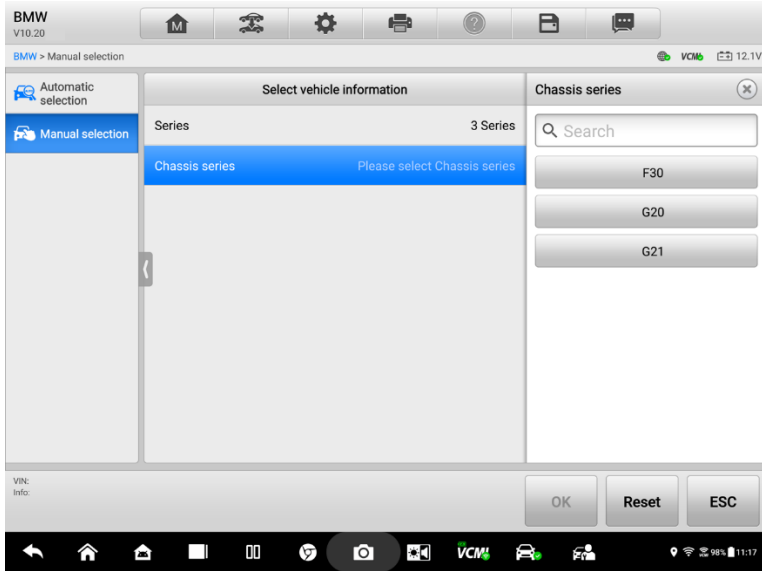 BMW
V10.20
M
?
BMW > Manual selection
VCMI 12.1V
Automatic
selection
Manual selection
Select vehicle information
Series 3 Series
Chassis series Please select Chassis series
Chassis series
Search
F30
G20
G21
VIN:
Info:
OK Reset ESC
VCMI
98% 11:17